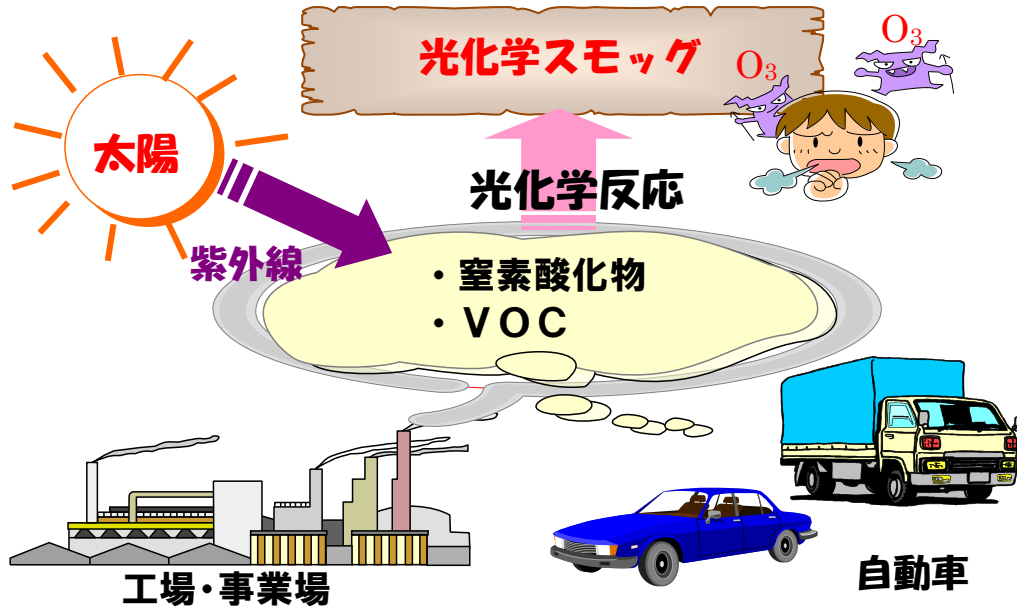 光化学スモッグ
O₃
O₃
太陽
光化学反応
紫外線
・窒素酸化物
・VOC
工場・事業場
自動車